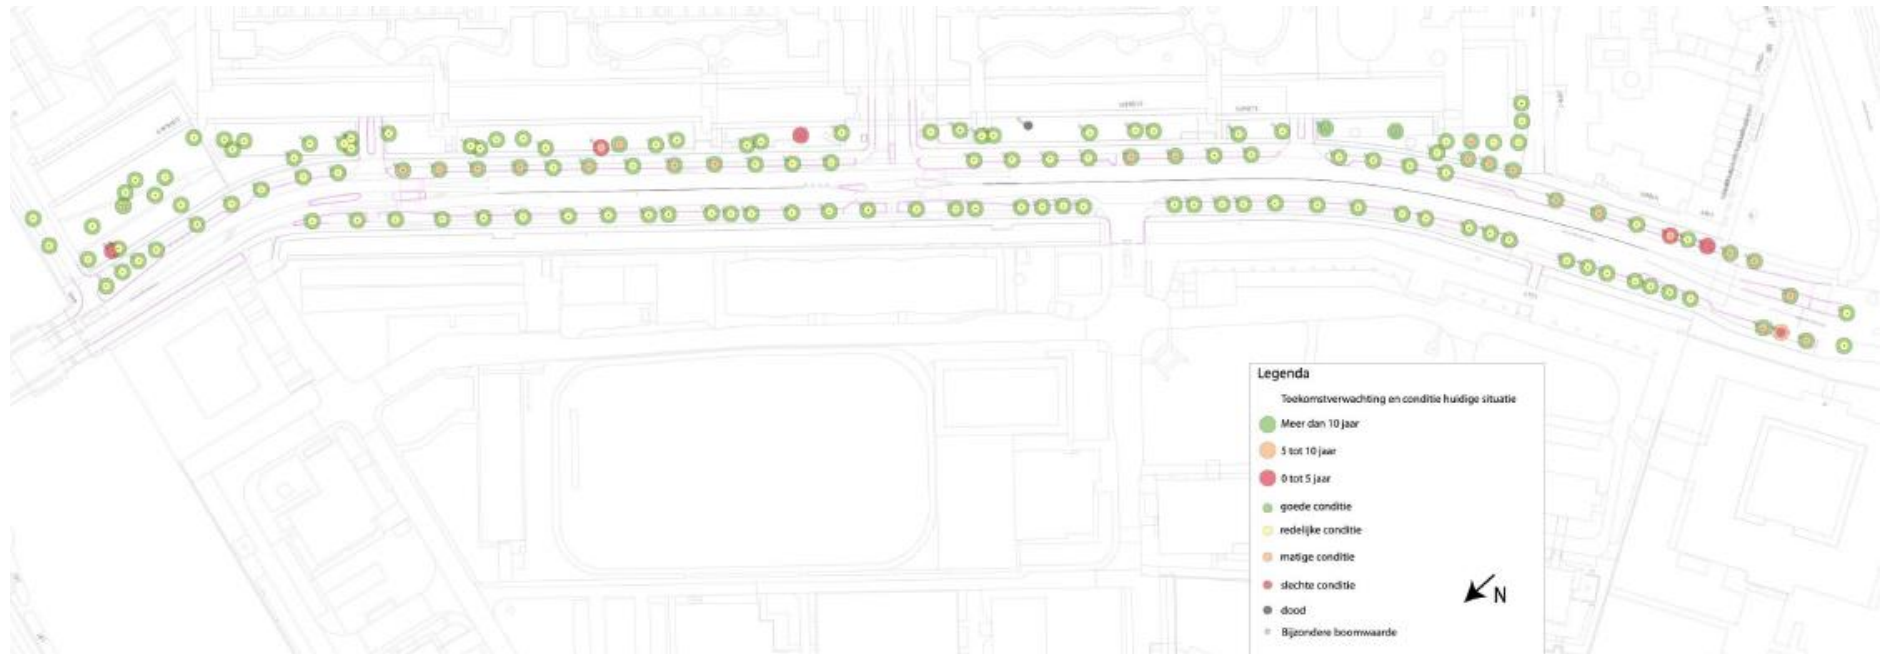 Legenda
Toekomstverwachting en conditie huidige situatie
Meer dan 10 jaar
5 tot 10 jaar
0 tot 5 jaar
goede conditie
redelijke conditie
matige conditie
slechte conditie
dood
Bijzondere boomwaarde
N